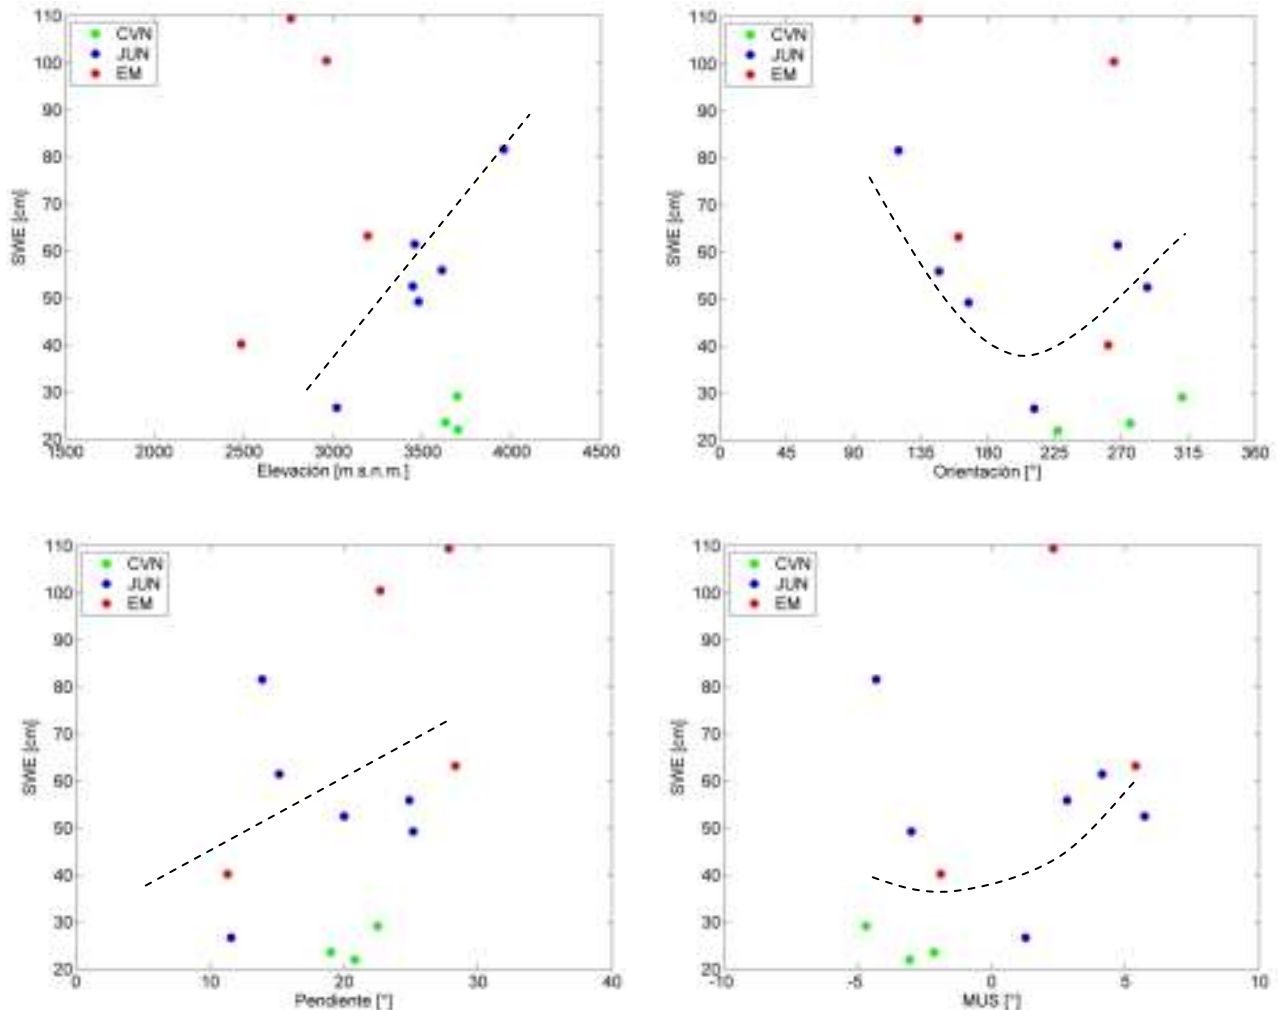 110
100
90
80
70
60
50
40
30
20
SWE [cm]
CVN
JUN
EM
1500 2000 2500 3000 3500 4000 4500
Elevación [m.s.n.m.]
110
100
90
80
70
60
50
40
30
20
SWE [cm]
CVN
JUN
EM
0 45 90 135 180 225 270 315 360
Orientación [°]
110
100
90
80
70
60
50
40
30
20
SWE [cm]
CVN
JUN
EM
0 10 20 30 40
Pendiente [°]
110
100
90
80
70
60
50
40
30
20
SWE [cm]
CVN
JUN
EM
-10 -5 0 5 10
MUS [°]